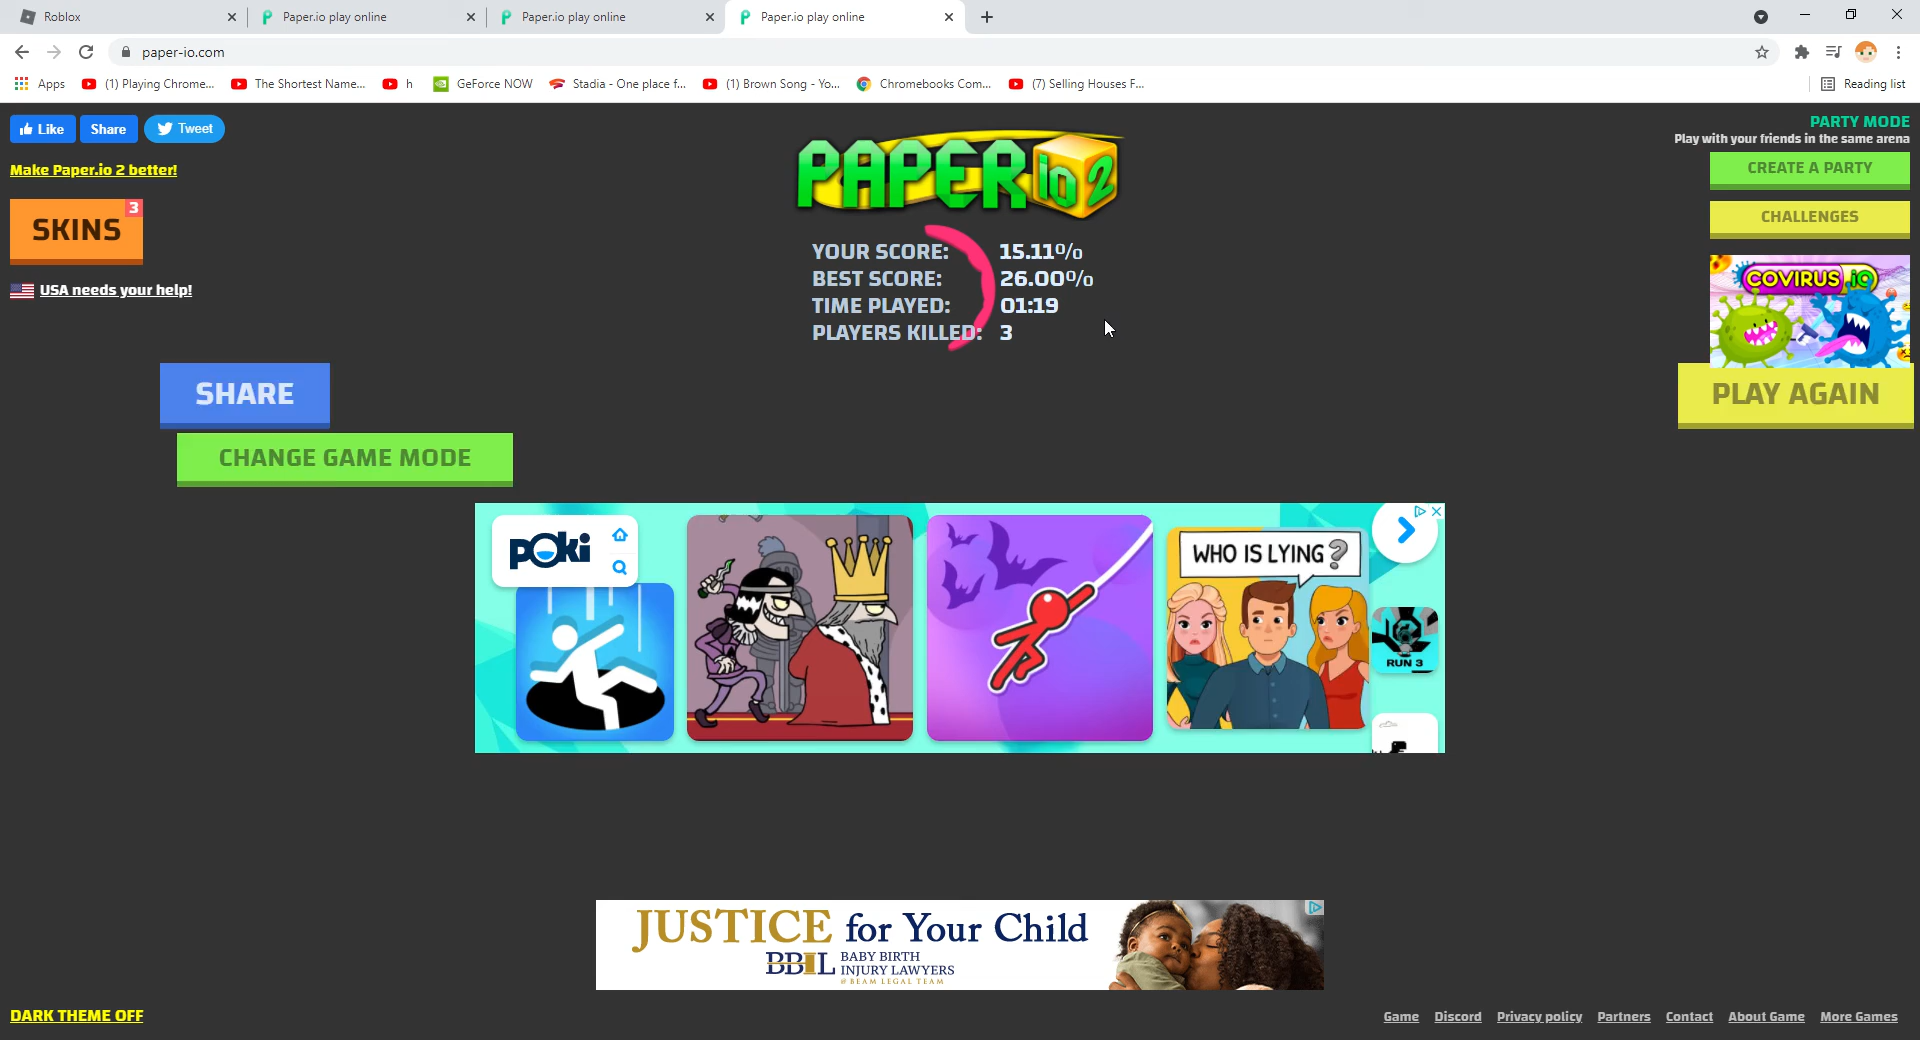 Roblox
Paper.io play online
Paper.io play online
Paper.io play online
paper-io.com
Apps
(1) Playing Chrome...
The Shortest Name...
h
GeForce NOW
Stadia - One place f...
(1) Brown Song - Yo...
Chromebooks Com...
(7) Selling Houses F...
Reading list
Like
Share
Tweet
Make Paper.io 2 better!
SKINS
3
USA needs your help!
PAPER io 2
YOUR SCORE: 15.11%
BEST SCORE: 26.00%
TIME PLAYED: 01:19
PLAYERS KILLED: 3
PARTY MODE
Play with your friends in the same arena
CREATE A PARTY
CHALLENGES
COVIRUS.IO
SHARE
PLAY AGAIN
CHANGE GAME MODE
POKi
WHO IS LYING?
RUN 3
JUSTICE for Your Child
BBIL BABY BIRTH
INJURY LAWYERS
@ BEAM LEGAL TEAM
DARK THEME OFF
Game
Discord
Privacy policy
Partners
Contact
About Game
More Games